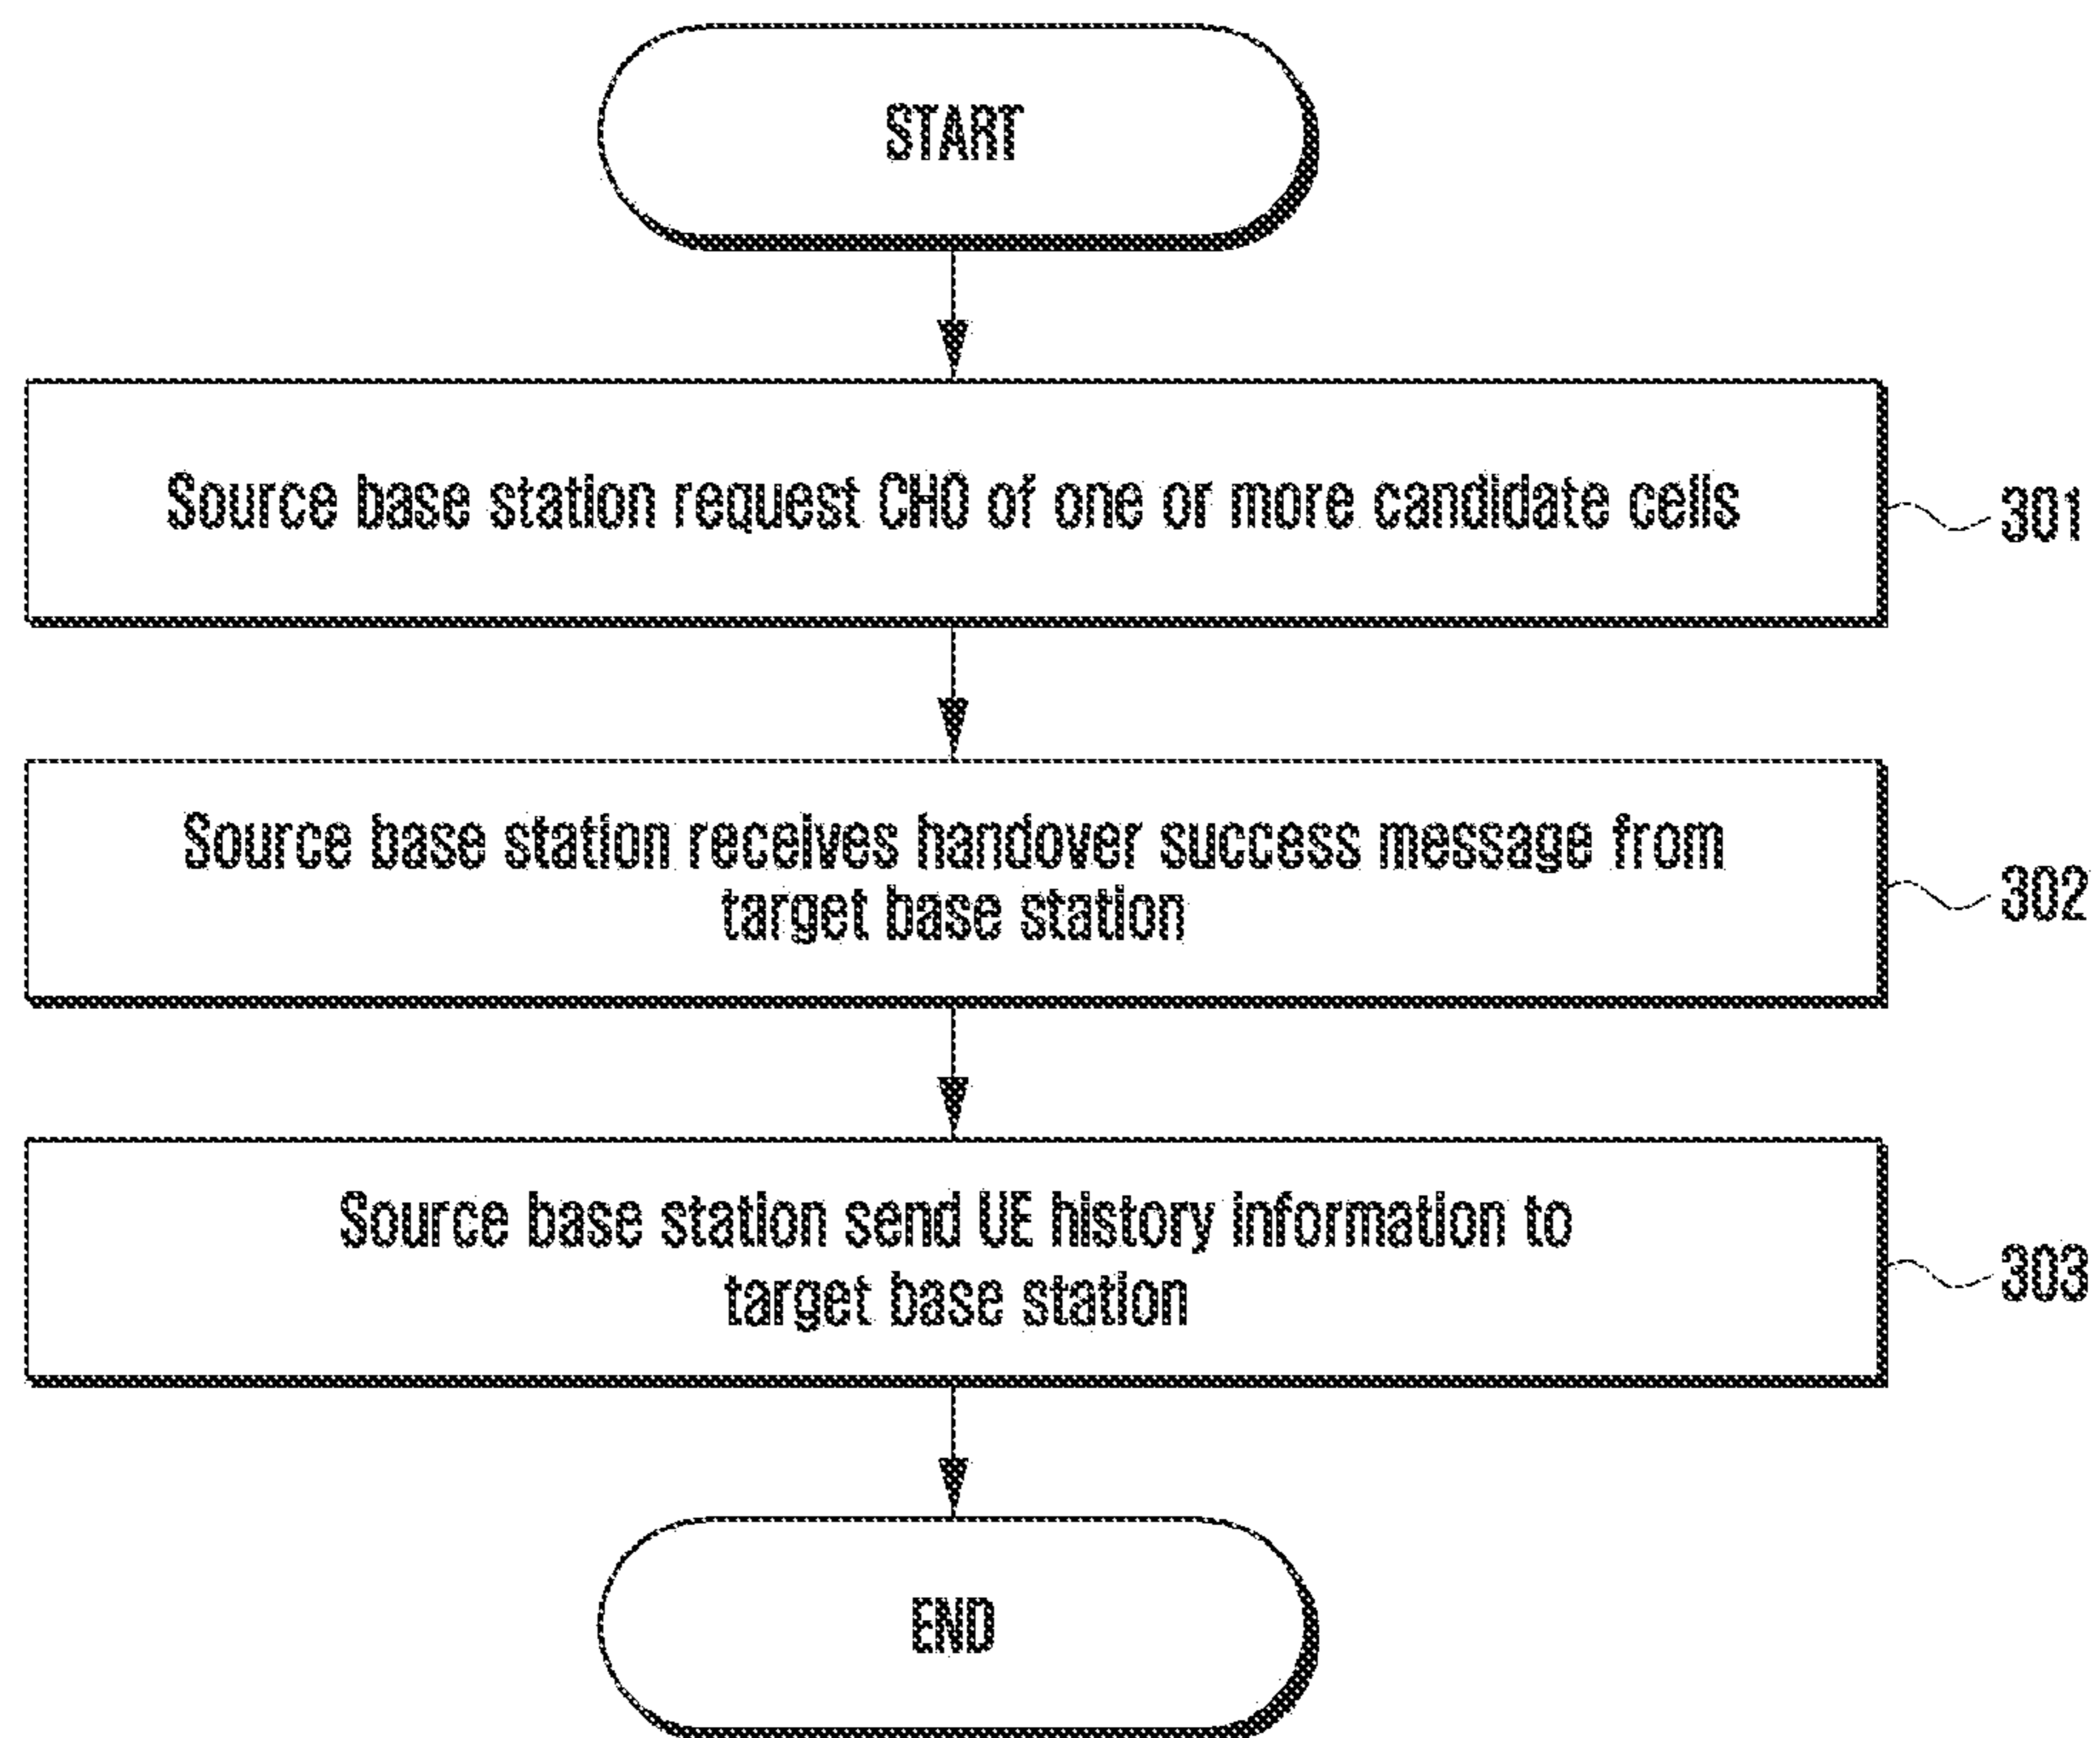 START
Source base station request CHO of one or more candidate cells
301
Source base station receives handover success message from
target base station
302
Source base station send UE history information to
target base station
303
END